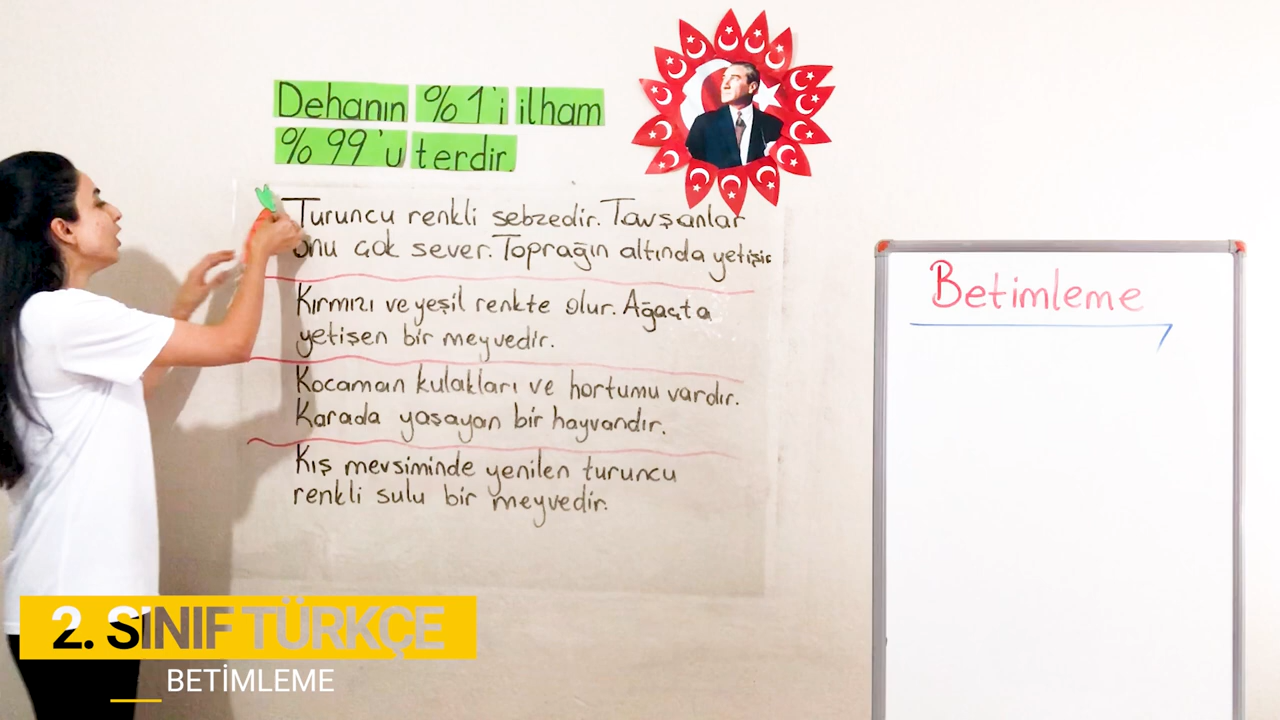 Dehanın %1'i ilham
%99'u terdir.
Turuncu renkli sebzedir. Tavşanlar
onu çok sever. Toprağın altında yetişir
Kırmızı ve yeşil renkte olur. Ağaçta
yetişen bir meyvedir.
Kocaman kulakları ve hortumu vardır.
Karada yaşayan bir hayvandır.
Kış mevsiminde yenilen turuncu
renkli sulu bir meyvedir.
Betimleme
2. SINIF TÜRKÇE
BETİMLEME